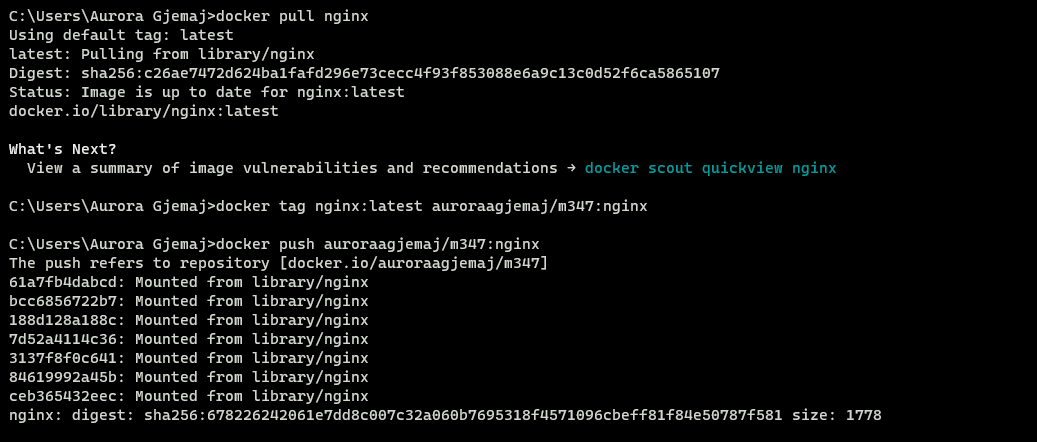 C:\Users\Aurora Gjemaj>docker pull nginx
Using default tag: latest
latest: Pulling from library/nginx
Digest: sha256:c26ae7472d624ba1fafd296e73cecc4f93f853088e6a9c13c0d52f6ca5865107
Status: Image is up to date for nginx:latest
docker.io/library/nginx:latest
What's Next?
  View a summary of image vulnerabilities and recommendations → docker scout quickview nginx
C:\Users\Aurora Gjemaj>docker tag nginx:latest auroraagjemaj/m347:nginx
C:\Users\Aurora Gjemaj>docker push auroraagjemaj/m347:nginx
The push refers to repository [docker.io/auroraagjemaj/m347]
61a7fb4dabcd: Mounted from library/nginx
bcc6856722b7: Mounted from library/nginx
188d128a188c: Mounted from library/nginx
7d52a4114c36: Mounted from library/nginx
3137f8f0c641: Mounted from library/nginx
84619992a45b: Mounted from library/nginx
ceb365432eec: Mounted from library/nginx
nginx: digest: sha256:678226242061e7dd8c007c32a060b7695318f4571096cbeff81f84e50787f581 size: 1778